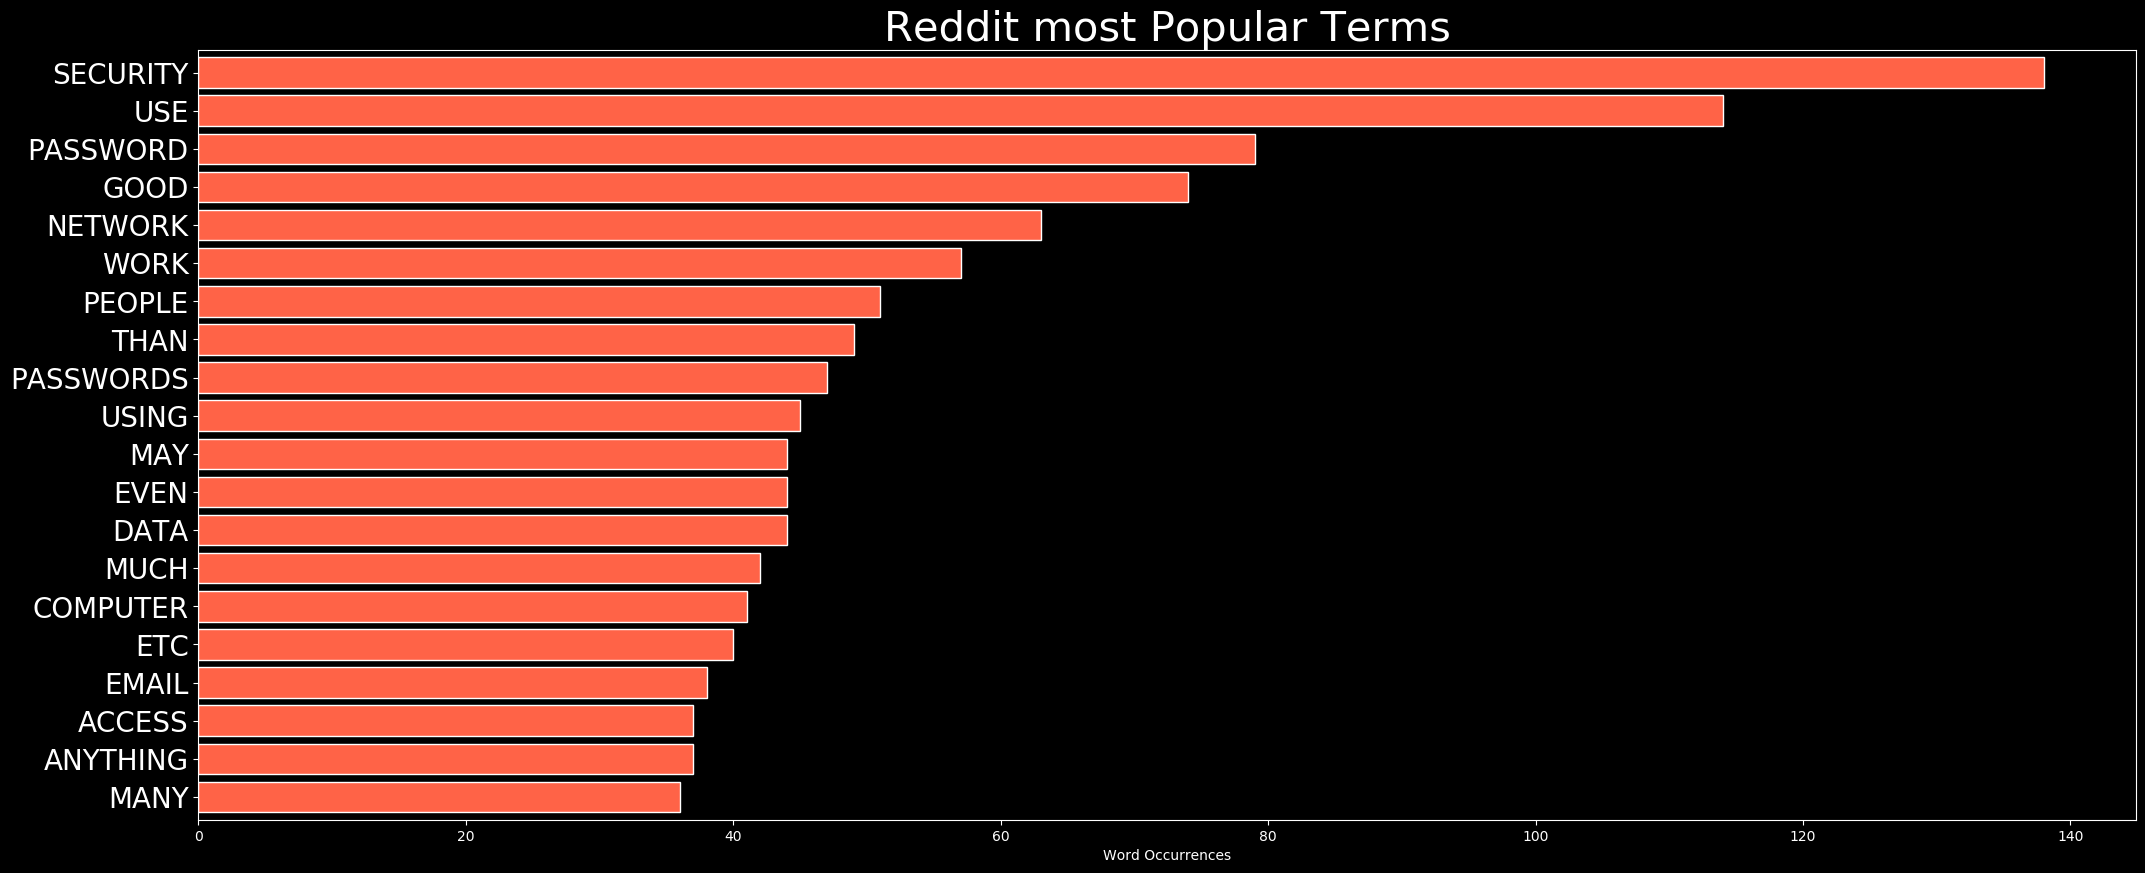 Reddit most Popular Terms
SECURITY
USE
PASSWORD
GOOD
NETWORK
WORK
PEOPLE
THAN
PASSWORDS
USING
MAY
EVEN
DATA
MUCH
COMPUTER
ETC
EMAIL
ACCESS
ANYTHING
MANY
0 20 40 60 80 100 120 140
Word Occurrences